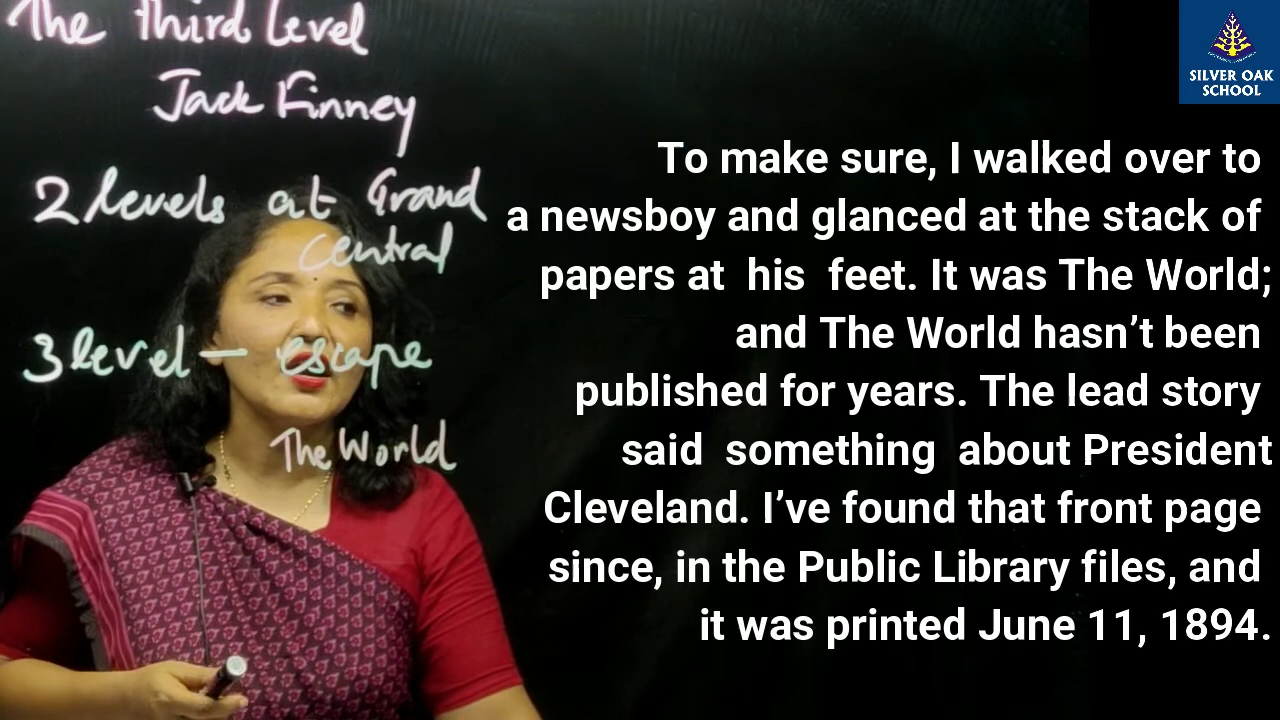 The third Level
Jack Finney
2 levels at Grand
Central
3 level — escape
The World
SILVER OAK
SCHOOL
To make sure, I walked over to
a newsboy and glanced at the stack of
papers at his feet. It was The World;
and The World hasn’t been
published for years. The lead story
said something about President
Cleveland. I’ve found that front page
since, in the Public Library files, and
it was printed June 11, 1894.